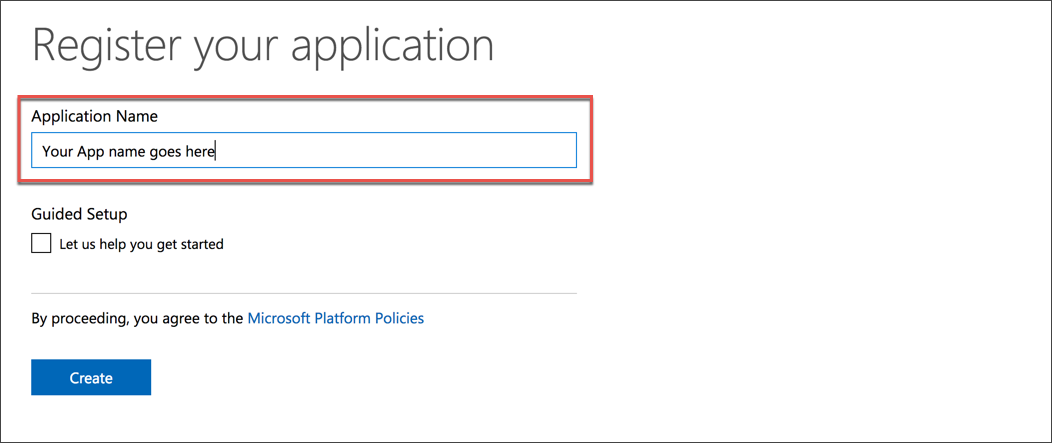 Register your application
Application Name
Your App name goes here
Guided Setup
Let us help you get started
By proceeding, you agree to the Microsoft Platform Policies
Create